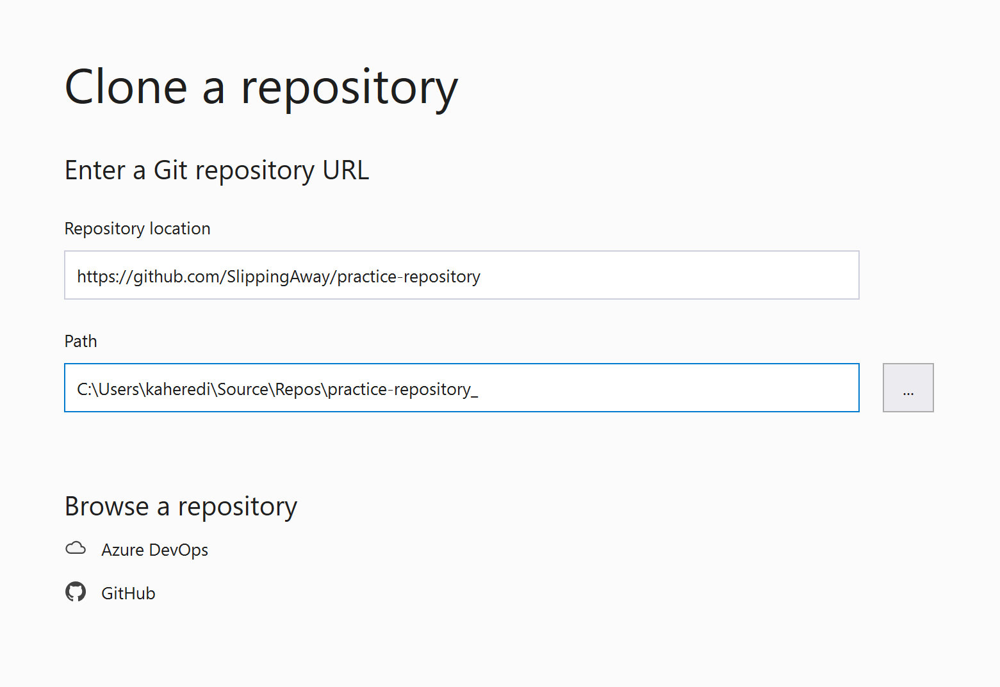 Clone a repository
Enter a Git repository URL
Repository location
https://github.com/SlippingAway/practice-repository
Path
C:\Users\kaheredi\Source\Repos\practice-repository_
...
Browse a repository
Azure DevOps
GitHub